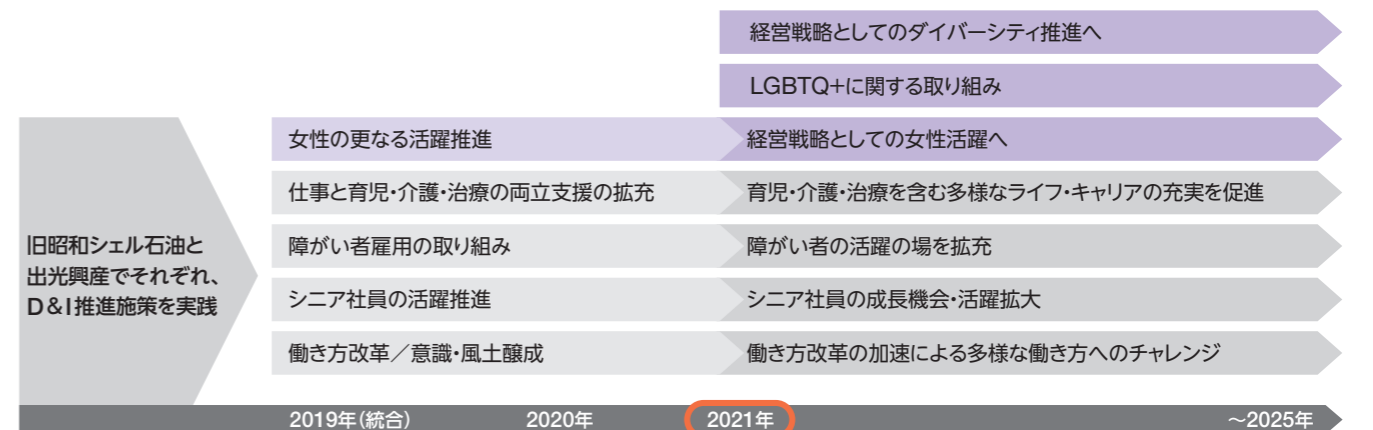 経営戦略としてのダイバーシティ推進へ
LGBTQ+に関する取り組み
女性の更なる活躍推進
経営戦略としての女性活躍へ
仕事と育児・介護・治療の両立支援の拡充
育児・介護・治療を含む多様なライフ・キャリアの充実を促進
旧昭和シェル石油と
出光興産でそれぞれ、
D&I推進施策を実践
障がい者雇用の取り組み
障がい者の活躍の場を拡充
シニア社員の活躍推進
シニア社員の成長機会・活躍拡大
働き方改革／意識・風土醸成
働き方改革の加速による多様な働き方へのチャレンジ
2019年(統合)
2020年
2021年
～2025年